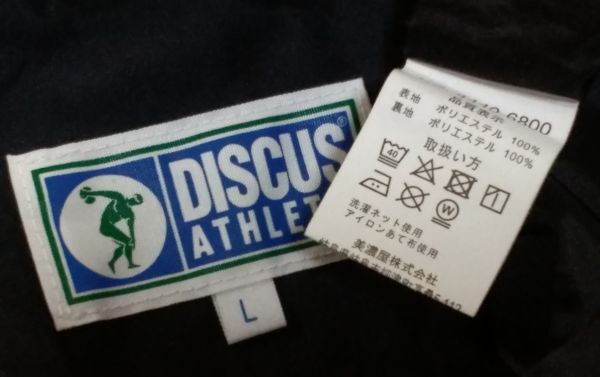 DISCUS®
ATHLET
L
6800
品質表示
表地 ポリエステル 100%
裏地 ポリエステル 100%
取扱い方
40
W
洗濯ネット使用
アイロンあて布使用
美濃屋株式会社